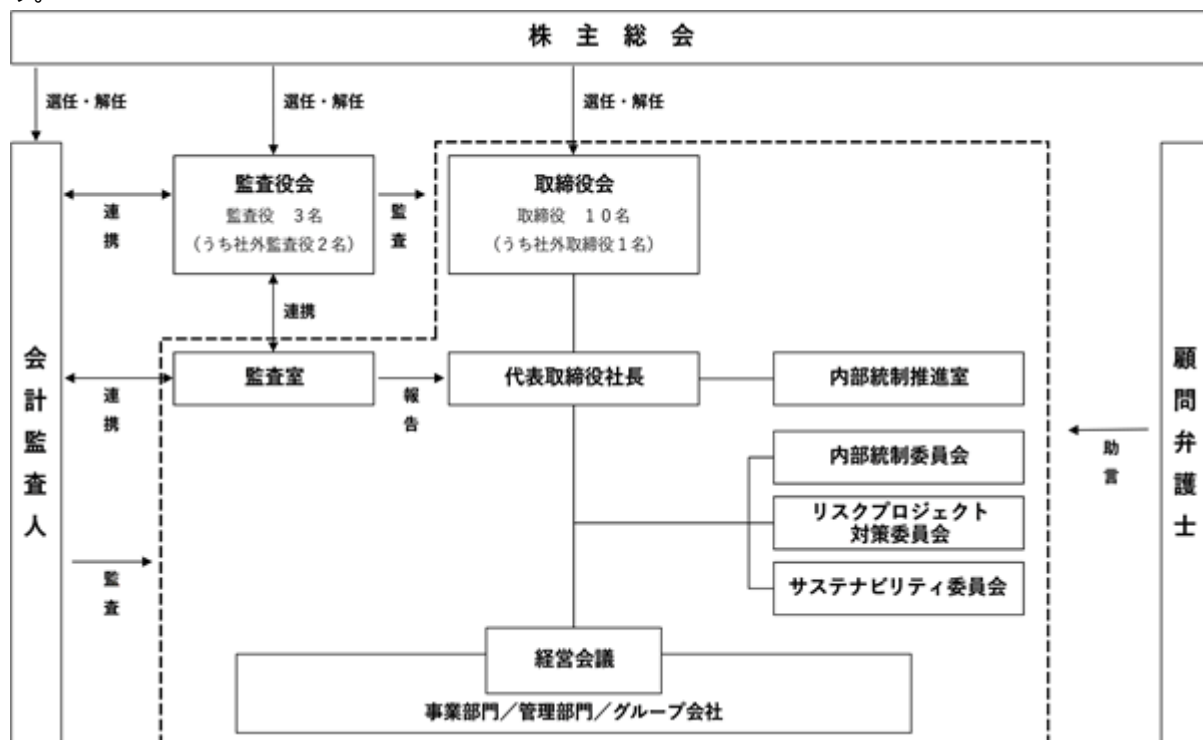 う。
株 主 総 会
選任・解任
選任・解任
選任・解任
監査役会
監査役 3名
(うち社外監査役2名)
監査
取締役会
取締役 10名
(うち社外取締役1名)
連携
連携
会計監査人
監査室
連携
報告
代表取締役社長
内部統制推進室
内部統制委員会
リスクプロジェクト
対策委員会
サステナビリティ委員会
助言
顧問弁護士
監査
経営会議
事業部門/管理部門/グループ会社